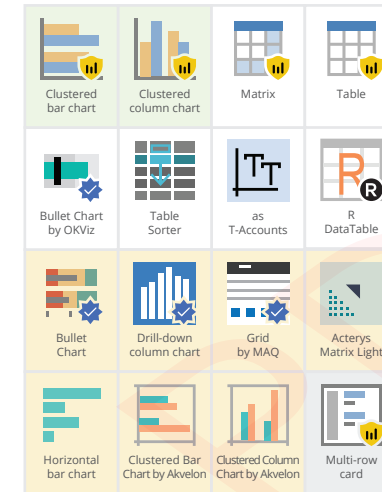 Clustered
bar chart
Clustered
column chart
Matrix
Table
Bullet Chart
by OKViz
Table
Sorter
as
T-Accounts
R
DataTable
Bullet
Chart
Drill-down
column chart
Grid
by MAQ
Acterys
Matrix Light
Horizontal
bar chart
Clustered Bar
Chart by Akvelon
Clustered Column
Chart by Akvelon
Multi-row
card